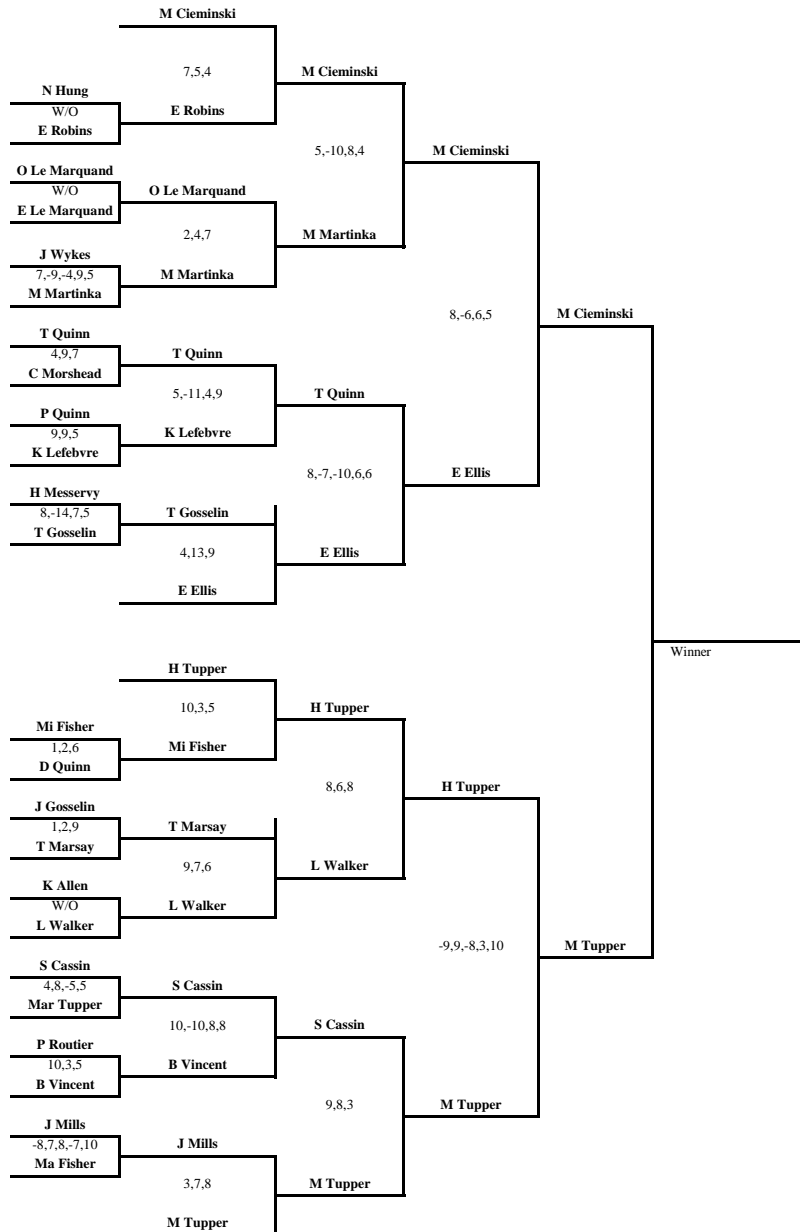 M Cieminski
7,5,4
M Cieminski
N Hung
W/O
E Robins
E Robins
5,-10,8,4
M Cieminski
O Le Marquand
W/O
O Le Marquand
E Le Marquand
2,4,7
M Martinka
J Wykes
7,-9,-4,9,5
M Martinka
M Martinka
8,-6,6,5
M Cieminski
T Quinn
4,9,7
T Quinn
C Morshead
5,-11,4,9
T Quinn
P Quinn
9,9,5
K Lefebvre
K Lefebvre
8,-7,-10,6,6
E Ellis
H Messervy
8,-14,7,5
T Gosselin
T Gosselin
4,13,9
E Ellis
E Ellis
Winner
H Tupper
10,3,5
H Tupper
Mi Fisher
1,2,6
Mi Fisher
D Quinn
8,6,8
H Tupper
J Gosselin
1,2,9
T Marsay
T Marsay
9,7,6
L Walker
K Allen
W/O
L Walker
L Walker
-9,9,-8,3,10
M Tupper
S Cassin
4,8,-5,5
S Cassin
Mar Tupper
10,-10,8,8
S Cassin
P Routier
10,3,5
B Vincent
B Vincent
9,8,3
M Tupper
J Mills
-8,7,8,-7,10
J Mills
Ma Fisher
3,7,8
M Tupper
M Tupper